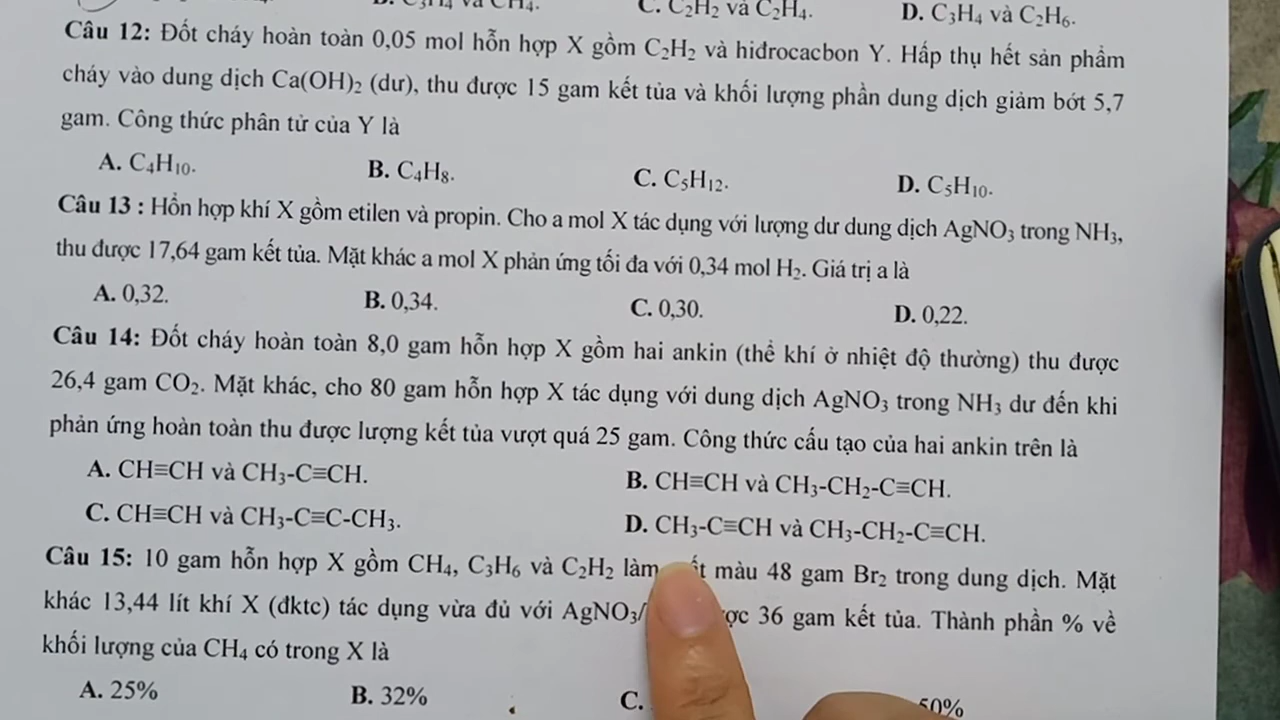 C₃H₄ và CH₄. C. C₂H₂ và C₂H₄. D. C₃H₄ và C₂H₆.
Câu 12: Đốt cháy hoàn toàn 0,05 mol hỗn hợp X gồm C₂H₂ và hiđrocacbon Y. Hấp thụ hết sản phẩm
cháy vào dung dịch Ca(OH)₂ (dư), thu được 15 gam kết tủa và khối lượng phần dung dịch giảm bớt 5,7
gam. Công thức phân tử của Y là
A. C₄H₁₀. B. C₄H₈. C. C₅H₁₂. D. C₅H₁₀.
Câu 13 : Hổn hợp khí X gồm etilen và propin. Cho a mol X tác dụng với lượng dư dung dịch AgNO₃ trong NH₃,
thu được 17,64 gam kết tủa. Mặt khác a mol X phản ứng tối đa với 0,34 mol H₂. Giá trị a là
A. 0,32. B. 0,34. C. 0,30. D. 0,22.
Câu 14: Đốt cháy hoàn toàn 8,0 gam hỗn hợp X gồm hai ankin (thể khí ở nhiệt độ thường) thu được
26,4 gam CO₂. Mặt khác, cho 80 gam hỗn hợp X tác dụng với dung dịch AgNO₃ trong NH₃ dư đến khi
phản ứng hoàn toàn thu được lượng kết tủa vượt quá 25 gam. Công thức cấu tạo của hai ankin trên là
A. CH≡CH và CH₃-C≡CH. B. CH≡CH và CH₃-CH₂-C≡CH.
C. CH≡CH và CH₃-C≡C-CH₃. D. CH₃-C≡CH và CH₃-CH₂-C≡CH.
Câu 15: 10 gam hỗn hợp X gồm CH₄, C₃H₆ và C₂H₂ làm màu 48 gam Br₂ trong dung dịch. Mặt
khác 13,44 lít khí X (đktc) tác dụng vừa đủ với AgNO₃/ 36 gam kết tủa. Thành phần % về
khối lượng của CH₄ có trong X là
A. 25% B. 32% C. 50%